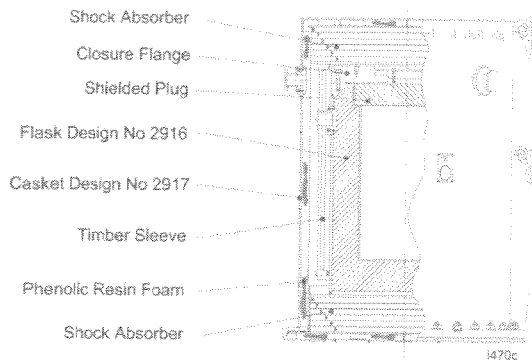 Shock Absorber
Closure Flange
Shielded Plug
Flask Design No 2916
Casket Design No 2917
Timber Sleeve
Phenolic Resin Foam
Shock Absorber
i470c